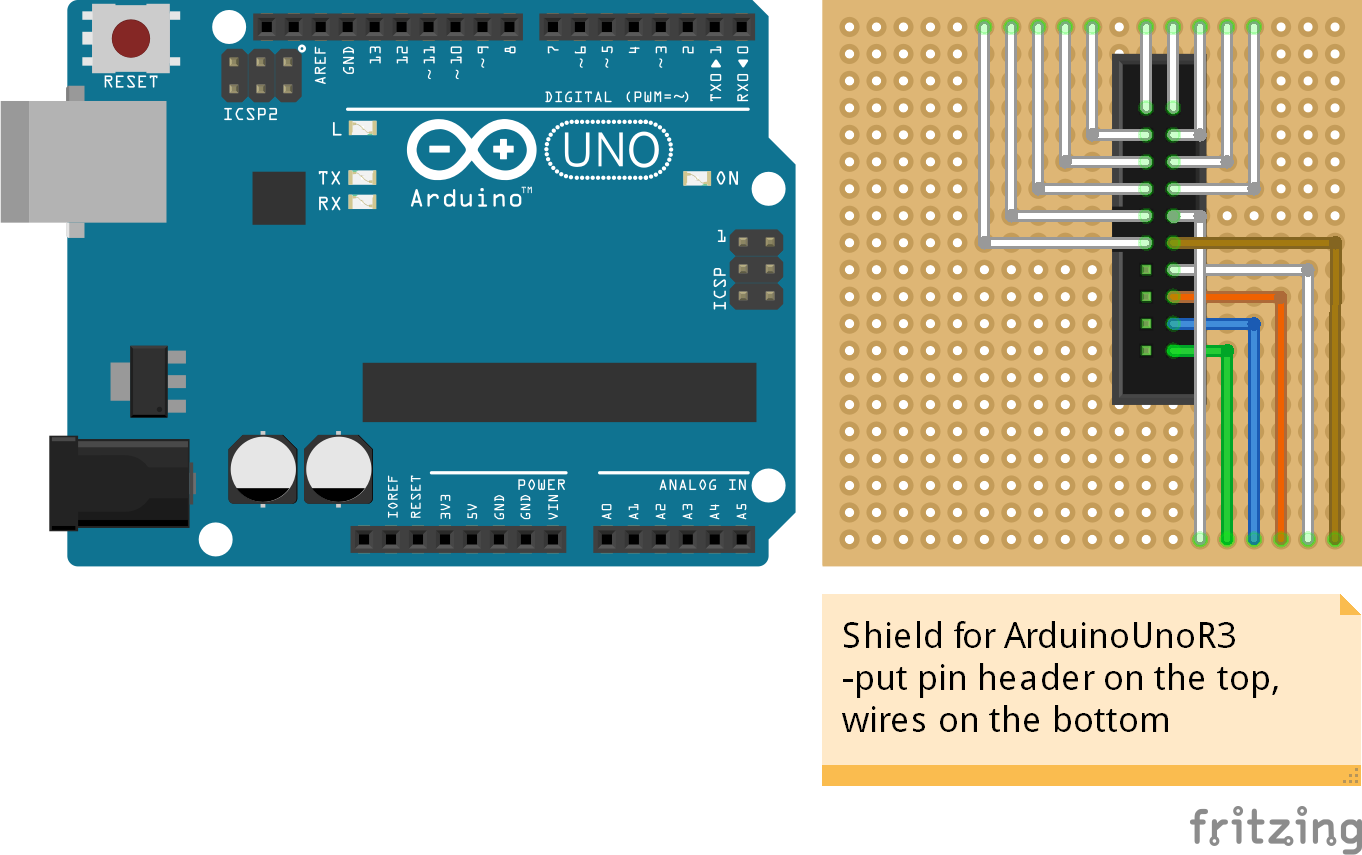 RESET
ICSP2
AREF
GND
13
12
~11
~10
~9
8
7
~6
~5
4
~3
2
TX0▶1
RX0◀0
DIGITAL (PWM=~)
L
TX
RX
UNO
Arduino™
ON
1
ICSP
IOREF
RESET
3V3
5V
GND
GND
VIN
POWER
A0
A1
A2
A3
A4
A5
ANALOG IN
Shield for ArduinoUnoR3
-put pin header on the top,
wires on the bottom
fritzing